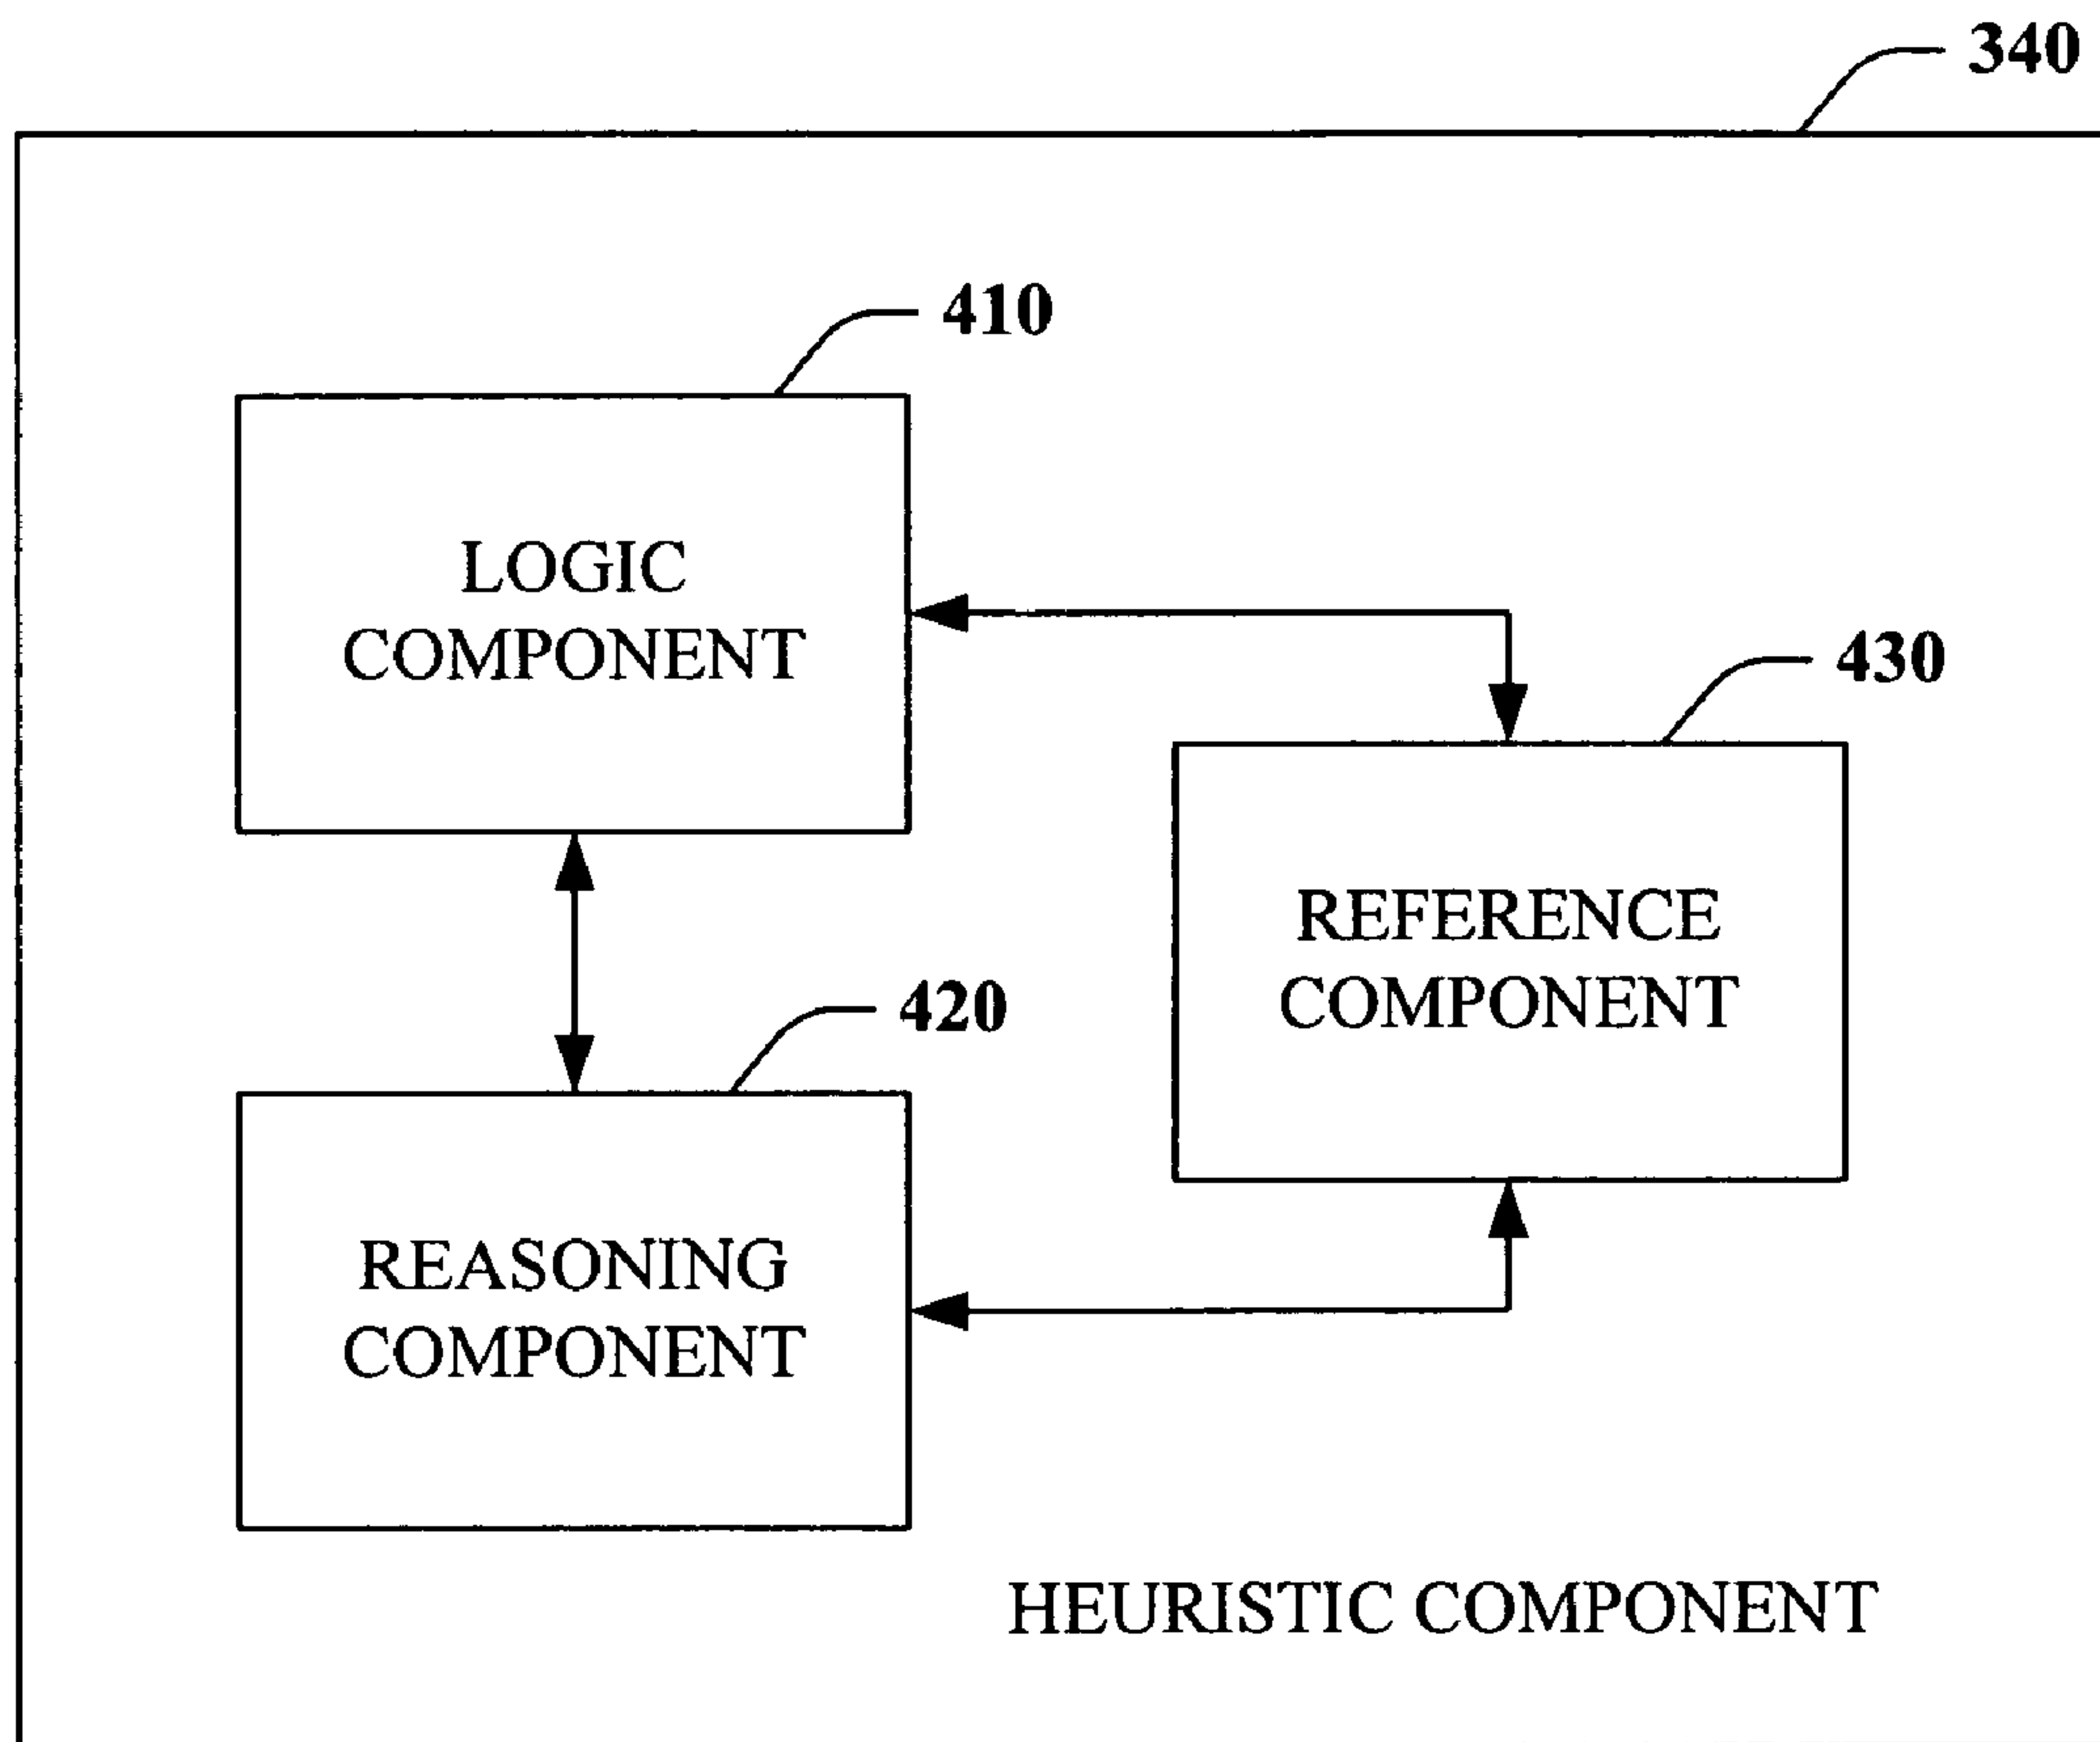 340
410
LOGIC
COMPONENT
430
REFERENCE
COMPONENT
420
REASONING
COMPONENT
HEURISTIC COMPONENT